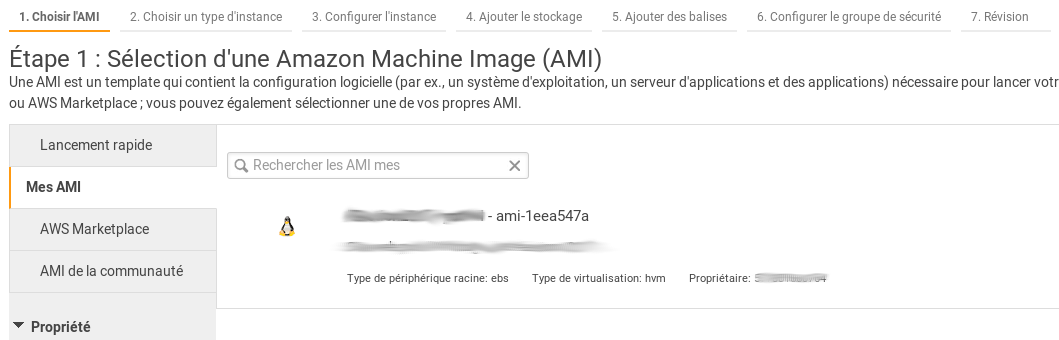 1. Choisir l'AMI 2. Choisir un type d'instance 3. Configurer l'instance 4. Ajouter le stockage 5. Ajouter des balises 6. Configurer le groupe de sécurité 7. Révision
Étape 1 : Sélection d'une Amazon Machine Image (AMI)
Une AMI est un template qui contient la configuration logicielle (par ex., un système d'exploitation, un serveur d'applications et des applications) nécessaire pour lancer votr
ou AWS Marketplace ; vous pouvez également sélectionner une de vos propres AMI.
Lancement rapide
Rechercher les AMI mes
Mes AMI
- ami-1eea547a
AWS Marketplace
AMI de la communauté
Type de périphérique racine: ebs Type de virtualisation: hvm Propriétaire:
Propriété